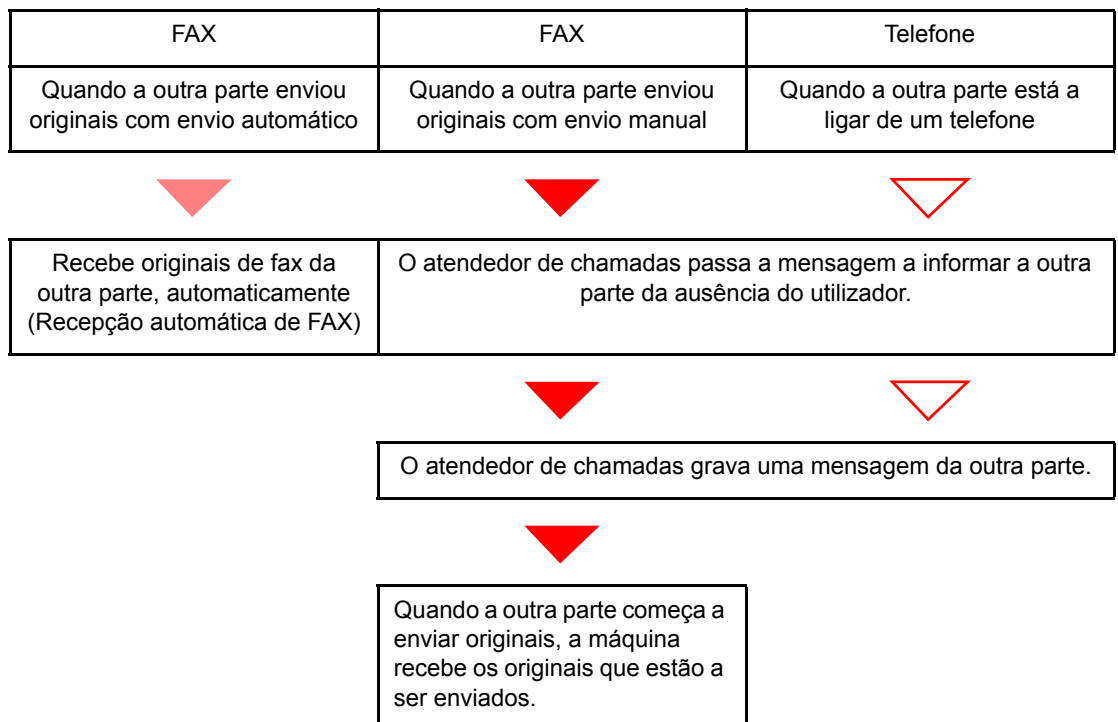 FAX
FAX
Telefone
Quando a outra parte enviou
originais com envio automático
Quando a outra parte enviou
originais com envio manual
Quando a outra parte está a
ligar de um telefone
Recebe originais de fax da
outra parte, automaticamente
(Recepção automática de FAX)
O atendedor de chamadas passa a mensagem a informar a outra
parte da ausência do utilizador.
O atendedor de chamadas grava uma mensagem da outra parte.
Quando a outra parte começa a
enviar originais, a máquina
recebe os originais que estão a
ser enviados.